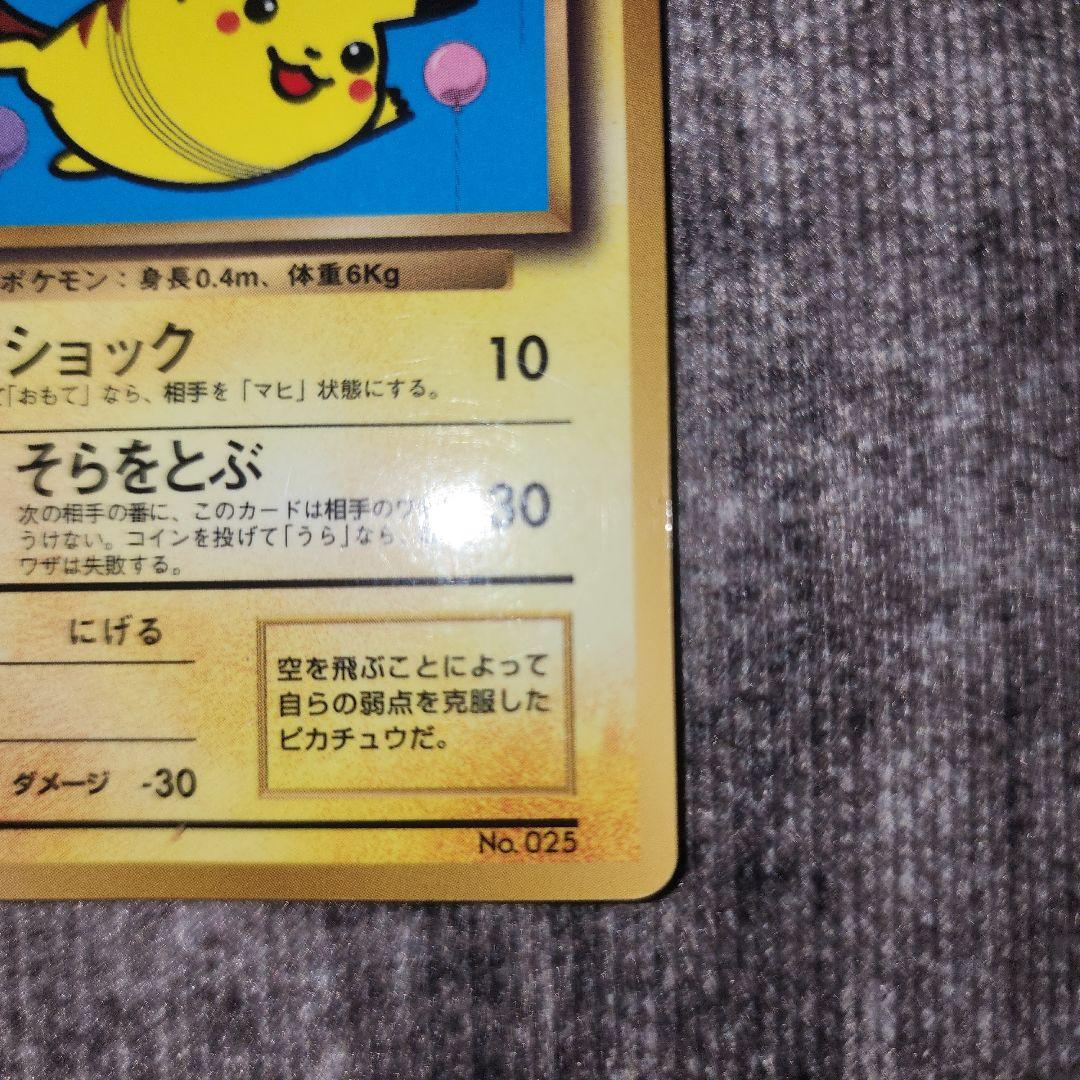 ポケモン：身長0.4m、体重6Kg
ショック 10
て「おもて」なら、相手を「マヒ」状態にする。
そらをとぶ 30
次の相手の番に、このカードは相手のワ
うけない。コインを投げて「うら」なら、
ワザは失敗する。
にげる
空を飛ぶことによって
自らの弱点を克服した
ピカチュウだ。
ダメージ -30
No. 025